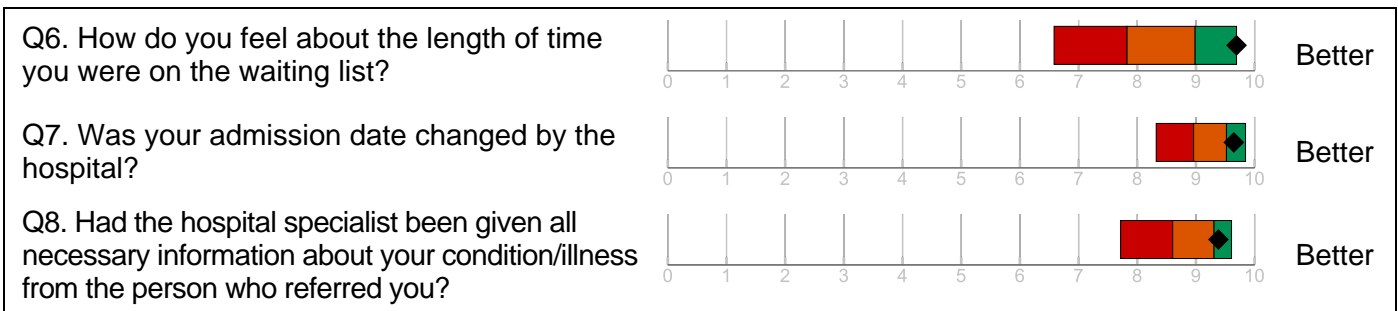 Q6. How do you feel about the length of time
you were on the waiting list?
0 1 2 3 4 5 6 7 8 9 10
Better
Q7. Was your admission date changed by the
hospital?
0 1 2 3 4 5 6 7 8 9 10
Better
Q8. Had the hospital specialist been given all
necessary information about your condition/illness
from the person who referred you?
0 1 2 3 4 5 6 7 8 9 10
Better